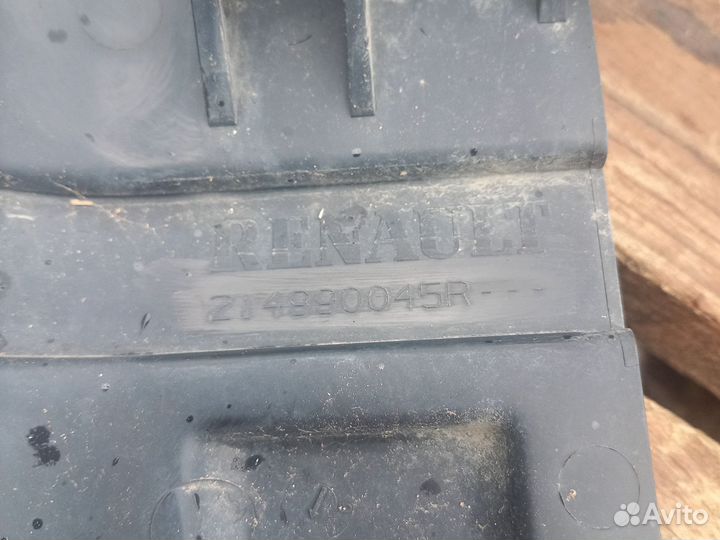 RENAULT
214890045R---
Avito